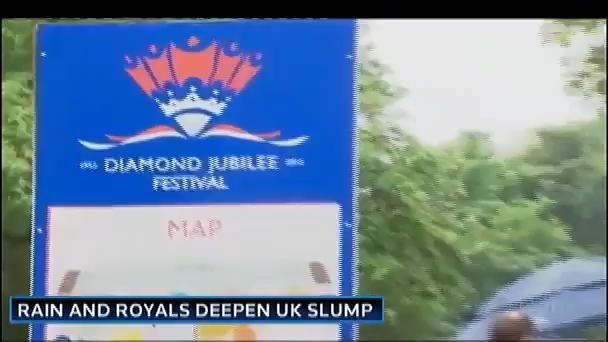 DIAMOND JUBILEE
FESTIVAL
MAP
RAIN AND ROYALS DEEPEN UK SLUMP